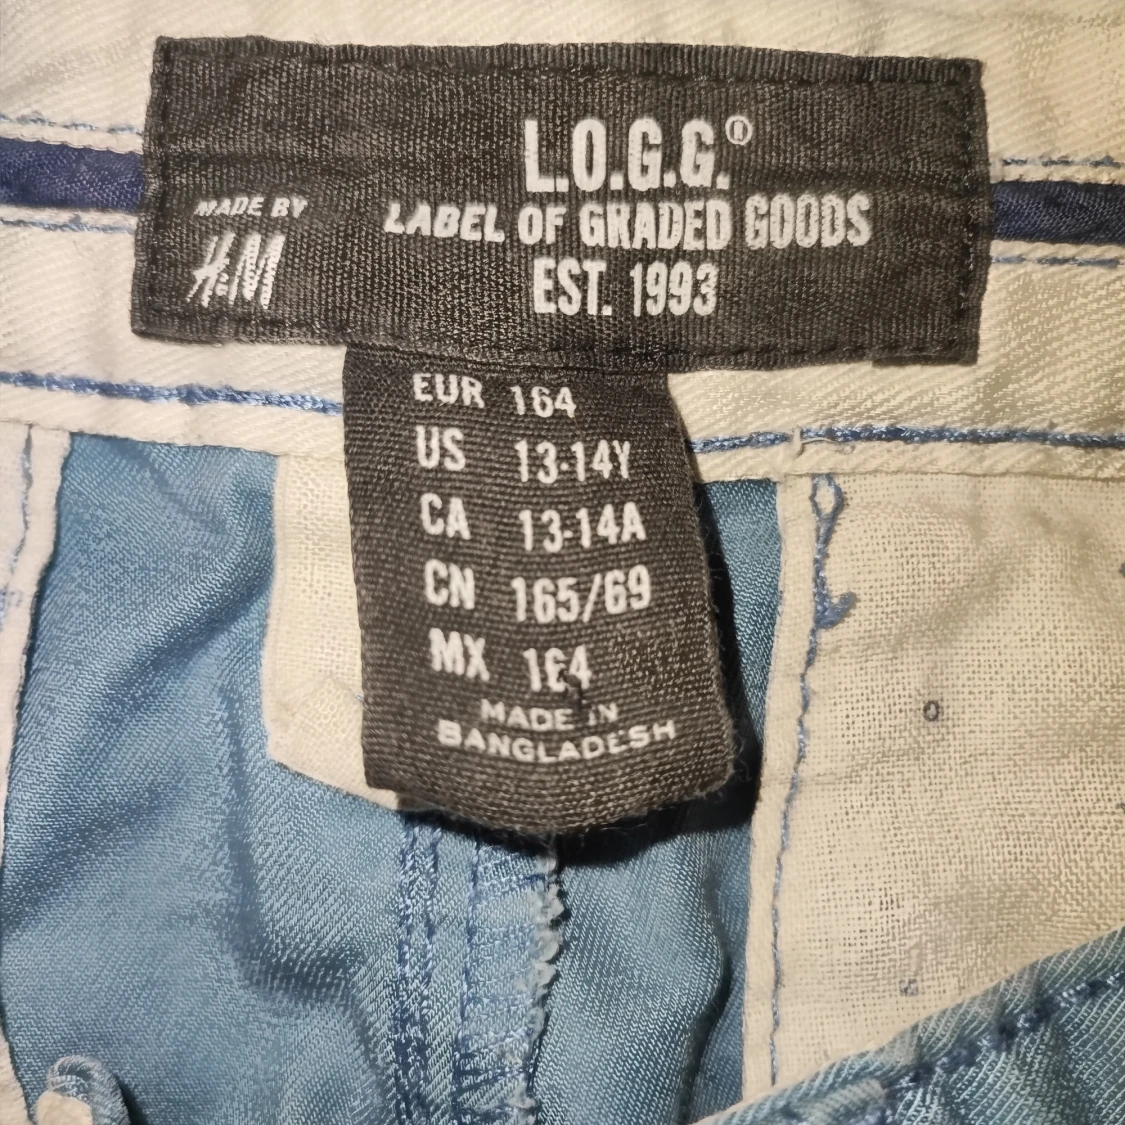 L.O.G.G.®
LABEL OF GRADED GOODS
EST. 1993
MADE BY
H&M
EUR 164
US 13-14Y
CA 13-14A
CN 165/69
MX 164
MADE IN
BANGLADESH